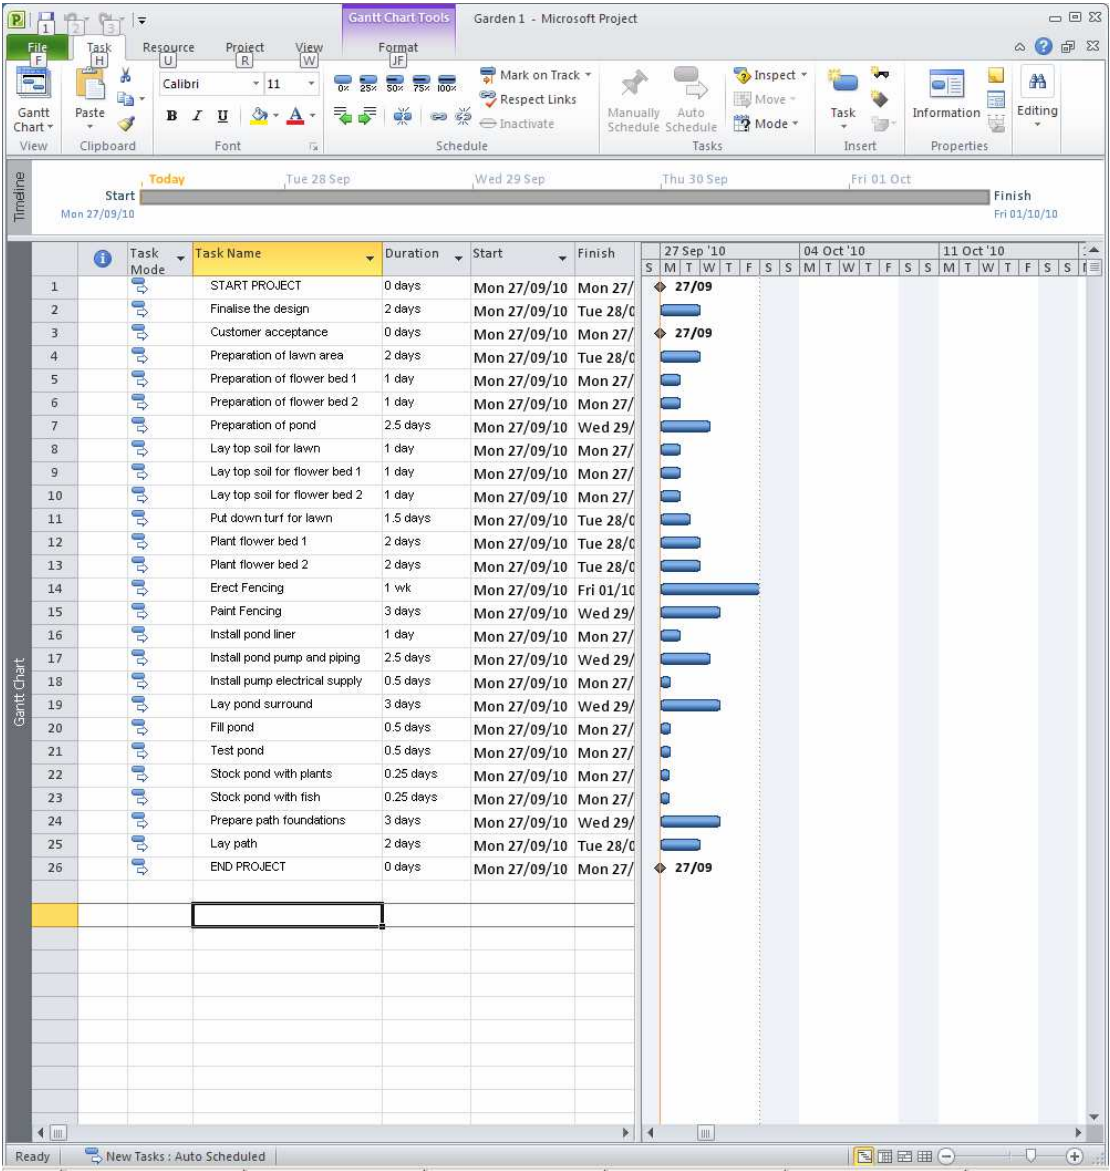 Gantt Chart Tools Garden 1 - Microsoft Project
1 2 3
File Task Resource Project View Format
F H U R W JF
Calibri 11 0% 25% 50% 75% 100% Mark on Track Inspect
Respect Links Move
Gantt Chart Paste B I U A Inactivate Manually Schedule Auto Schedule Mode Task Information Editing
View Clipboard Font Schedule Tasks Insert Properties
Timeline
Today Tue 28 Sep Wed 29 Sep Thu 30 Sep Fri 01 Oct
Start Finish
Mon 27/09/10 Fri 01/10/10
Task Mode Task Name Duration Start Finish 27 Sep '10 04 Oct '10 11 Oct '10
S M T W T F S S M T W T F S S M T W T F S S
1 START PROJECT 0 days Mon 27/09/10 Mon 27/ 27/09
2 Finalise the design 2 days Mon 27/09/10 Tue 28/0
3 Customer acceptance 0 days Mon 27/09/10 Mon 27/ 27/09
4 Preparation of lawn area 2 days Mon 27/09/10 Tue 28/0
5 Preparation of flower bed 1 1 day Mon 27/09/10 Mon 27/
6 Preparation of flower bed 2 1 day Mon 27/09/10 Mon 27/
7 Preparation of pond 2.5 days Mon 27/09/10 Wed 29/
8 Lay top soil for lawn 1 day Mon 27/09/10 Mon 27/
9 Lay top soil for flower bed 1 1 day Mon 27/09/10 Mon 27/
10 Lay top soil for flower bed 2 1 day Mon 27/09/10 Mon 27/
11 Put down turf for lawn 1.5 days Mon 27/09/10 Tue 28/0
12 Plant flower bed 1 2 days Mon 27/09/10 Tue 28/0
13 Plant flower bed 2 2 days Mon 27/09/10 Tue 28/0
14 Erect Fencing 1 wk Mon 27/09/10 Fri 01/10
15 Paint Fencing 3 days Mon 27/09/10 Wed 29/
16 Install pond liner 1 day Mon 27/09/10 Mon 27/
17 Install pond pump and piping 2.5 days Mon 27/09/10 Wed 29/
18 Install pump electrical supply 0.5 days Mon 27/09/10 Mon 27/
19 Lay pond surround 3 days Mon 27/09/10 Wed 29/
20 Fill pond 0.5 days Mon 27/09/10 Mon 27/
21 Test pond 0.5 days Mon 27/09/10 Mon 27/
22 Stock pond with plants 0.25 days Mon 27/09/10 Mon 27/
23 Stock pond with fish 0.25 days Mon 27/09/10 Mon 27/
24 Prepare path foundations 3 days Mon 27/09/10 Wed 29/
25 Lay path 2 days Mon 27/09/10 Tue 28/0
26 END PROJECT 0 days Mon 27/09/10 Mon 27/ 27/09
Gantt Chart
Ready New Tasks : Auto Scheduled